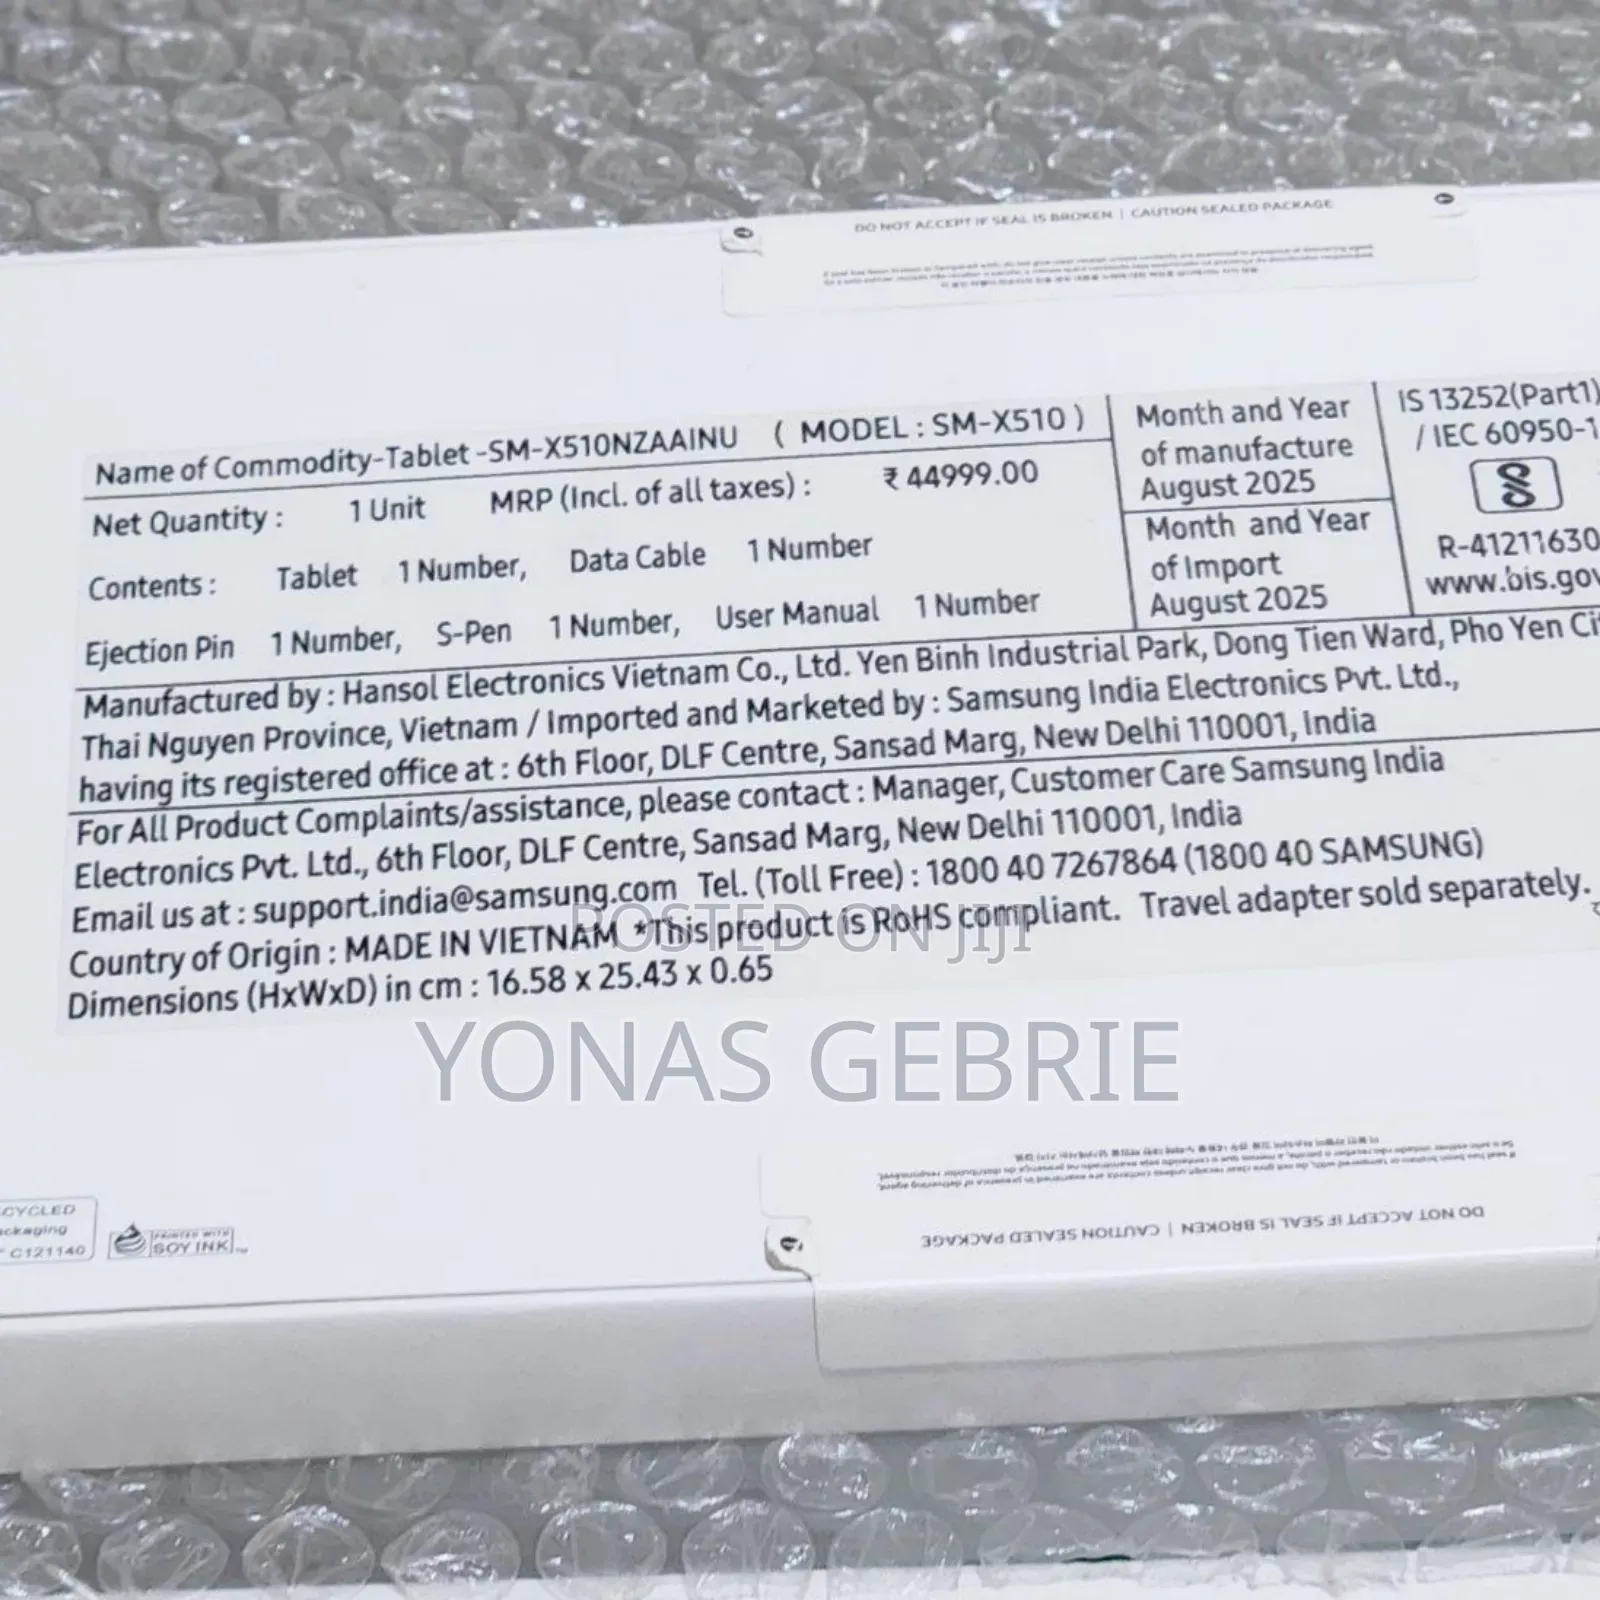 DO NOT ACCEPT IF SEAL IS BROKEN | CAUTION SEALED PACKAGE
Name of Commodity-Tablet -SM-X510NZAAINU ( MODEL : SM-X510 )
Net Quantity : 1 Unit MRP (Incl. of all taxes) : ₹ 44999.00
Contents : Tablet 1 Number, Data Cable 1 Number
Ejection Pin 1 Number, S-Pen 1 Number, User Manual 1 Number
Month and Year
of manufacture
August 2025
Month and Year
of Import
August 2025
IS 13252(Part1)
/ IEC 60950-1
R-41211630
www.bis.gov
Manufactured by : Hansol Electronics Vietnam Co., Ltd. Yen Binh Industrial Park, Dong Tien Ward, Pho Yen Cit
Thai Nguyen Province, Vietnam / Imported and Marketed by : Samsung India Electronics Pvt. Ltd.,
having its registered office at : 6th Floor, DLF Centre, Sansad Marg, New Delhi 110001, India
For All Product Complaints/assistance, please contact : Manager, Customer Care Samsung India
Electronics Pvt. Ltd., 6th Floor, DLF Centre, Sansad Marg, New Delhi 110001, India
Email us at : support.india@samsung.com Tel. (Toll Free) : 1800 40 7267864 (1800 40 SAMSUNG)
Country of Origin : MADE IN VIETNAM *This product is RoHS compliant. Travel adapter sold separately.
Dimensions (HxWxD) in cm : 16.58 x 25.43 x 0.65
POSTED ON JIJI
YONAS GEBRIE
CYCLED
ackaging
C121140
PRINTED WITH
SOY INK
DO NOT ACCEPT IF SEAL IS BROKEN | CAUTION SEALED PACKAGE